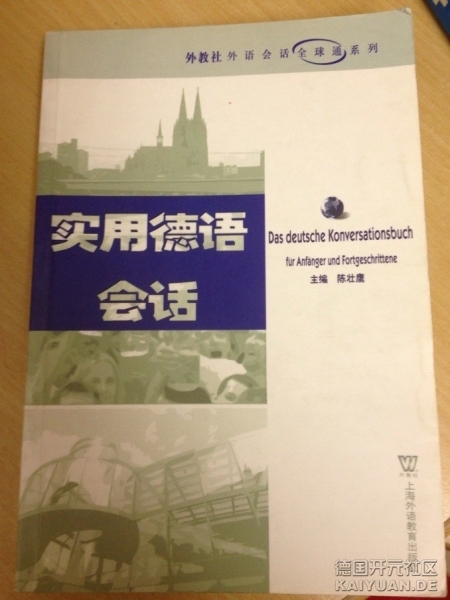 外教社 外语会话 全球通 系列
实用德语
会话
Das deutsche Konversationsbuch
für Anfänger und Fortgeschrittene
主编 陈壮鹰
外教社
上海外语教育出版
德国开元社区
KAIYUAN.DE